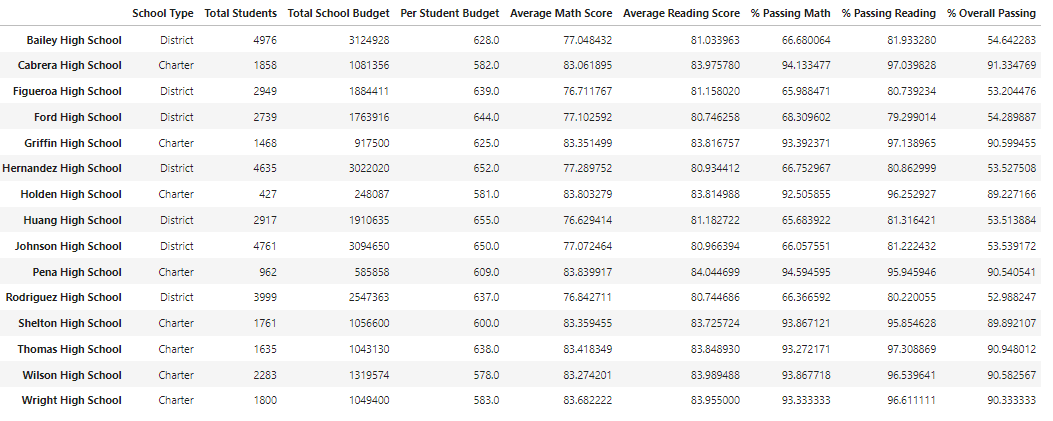 School Type Total Students Total School Budget Per Student Budget Average Math Score Average Reading Score % Passing Math % Passing Reading % Overall Passing
Bailey High School District 4976 3124928 628.0 77.048432 81.033963 66.680064 81.933280 54.642283
Cabrera High School Charter 1858 1081356 582.0 83.061895 83.975780 94.133477 97.039828 91.334769
Figueroa High School District 2949 1884411 639.0 76.711767 81.158020 65.988471 80.739234 53.204476
Ford High School District 2739 1763916 644.0 77.102592 80.746258 68.309602 79.299014 54.289887
Griffin High School Charter 1468 917500 625.0 83.351499 83.816757 93.392371 97.138965 90.599455
Hernandez High School District 4635 3022020 652.0 77.289752 80.934412 66.752967 80.862999 53.527508
Holden High School Charter 427 248087 581.0 83.803279 83.814988 92.505855 96.252927 89.227166
Huang High School District 2917 1910635 655.0 76.629414 81.182722 65.683922 81.316421 53.513884
Johnson High School District 4761 3094650 650.0 77.072464 80.966394 66.057551 81.222432 53.539172
Pena High School Charter 962 585858 609.0 83.839917 84.044699 94.594595 95.945946 90.540541
Rodriguez High School District 3999 2547363 637.0 76.842711 80.744686 66.366592 80.220055 52.988247
Shelton High School Charter 1761 1056600 600.0 83.359455 83.725724 93.867121 95.854628 89.892107
Thomas High School Charter 1635 1043130 638.0 83.418349 83.848930 93.272171 97.308869 90.948012
Wilson High School Charter 2283 1319574 578.0 83.274201 83.989488 93.867718 96.539641 90.582567
Wright High School Charter 1800 1049400 583.0 83.682222 83.955000 93.333333 96.611111 90.333333